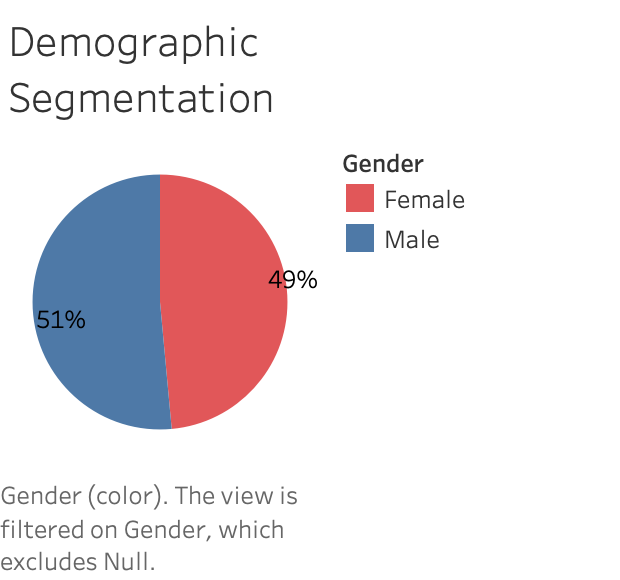 Demographic
Segmentation
Gender
Female
Male
49%
51%
Gender (color). The view is
filtered on Gender, which
excludes Null.